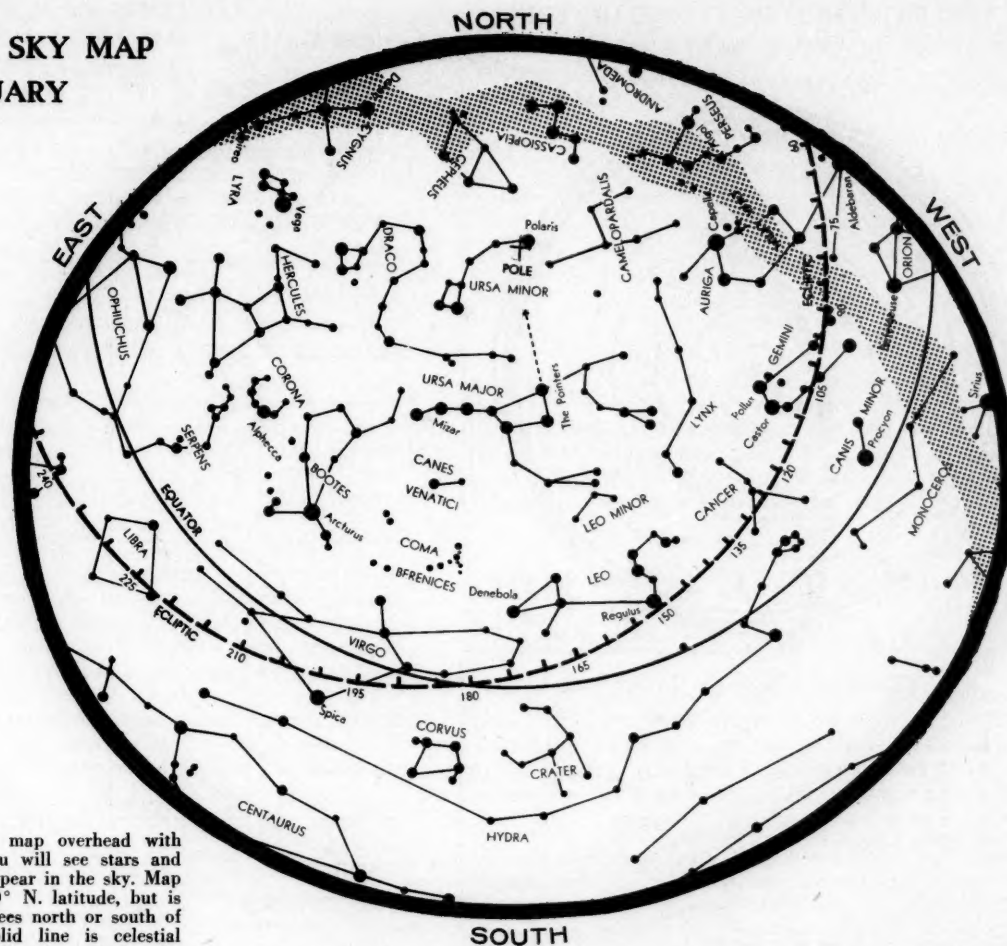 SKY MAP
UARY
NORTH
EAST
WEST
SOUTH
ANDROMEDA
PERSEUS
Algol
CASSIOPEIA
CEPHEUS
CYGNUS
LYRA
Vega
DRACO
Polaris
POLE
URSA MINOR
CAMELOPARDALIS
Capella
AURIGA
ECLIPTIC
Aldebaran
ORION
75
90
105
120
135
150
165
180
195
210
225
240
HERCULES
OPHIUCHUS
CORONA
Alphecca
SERPENS
URSA MAJOR
The Pointers
Mizar
LYNX
GEMINI
Pollux
Castor
CANIS MINOR
Procyon
Sirius
MONOCEROS
BOOTES
Arcturus
CANES
VENATICI
LEO MINOR
CANCER
EQUATOR
LIBRA
ECLIPTIC
COMA
BERENICES
Denebola
LEO
Regulus
VIRGO
Spica
CORVUS
CRATER
HYDRA
CENTAURUS
map overhead with
u will see stars and
pear in the sky. Map
° N. latitude, but is
ees north or south of
lid line is celestial